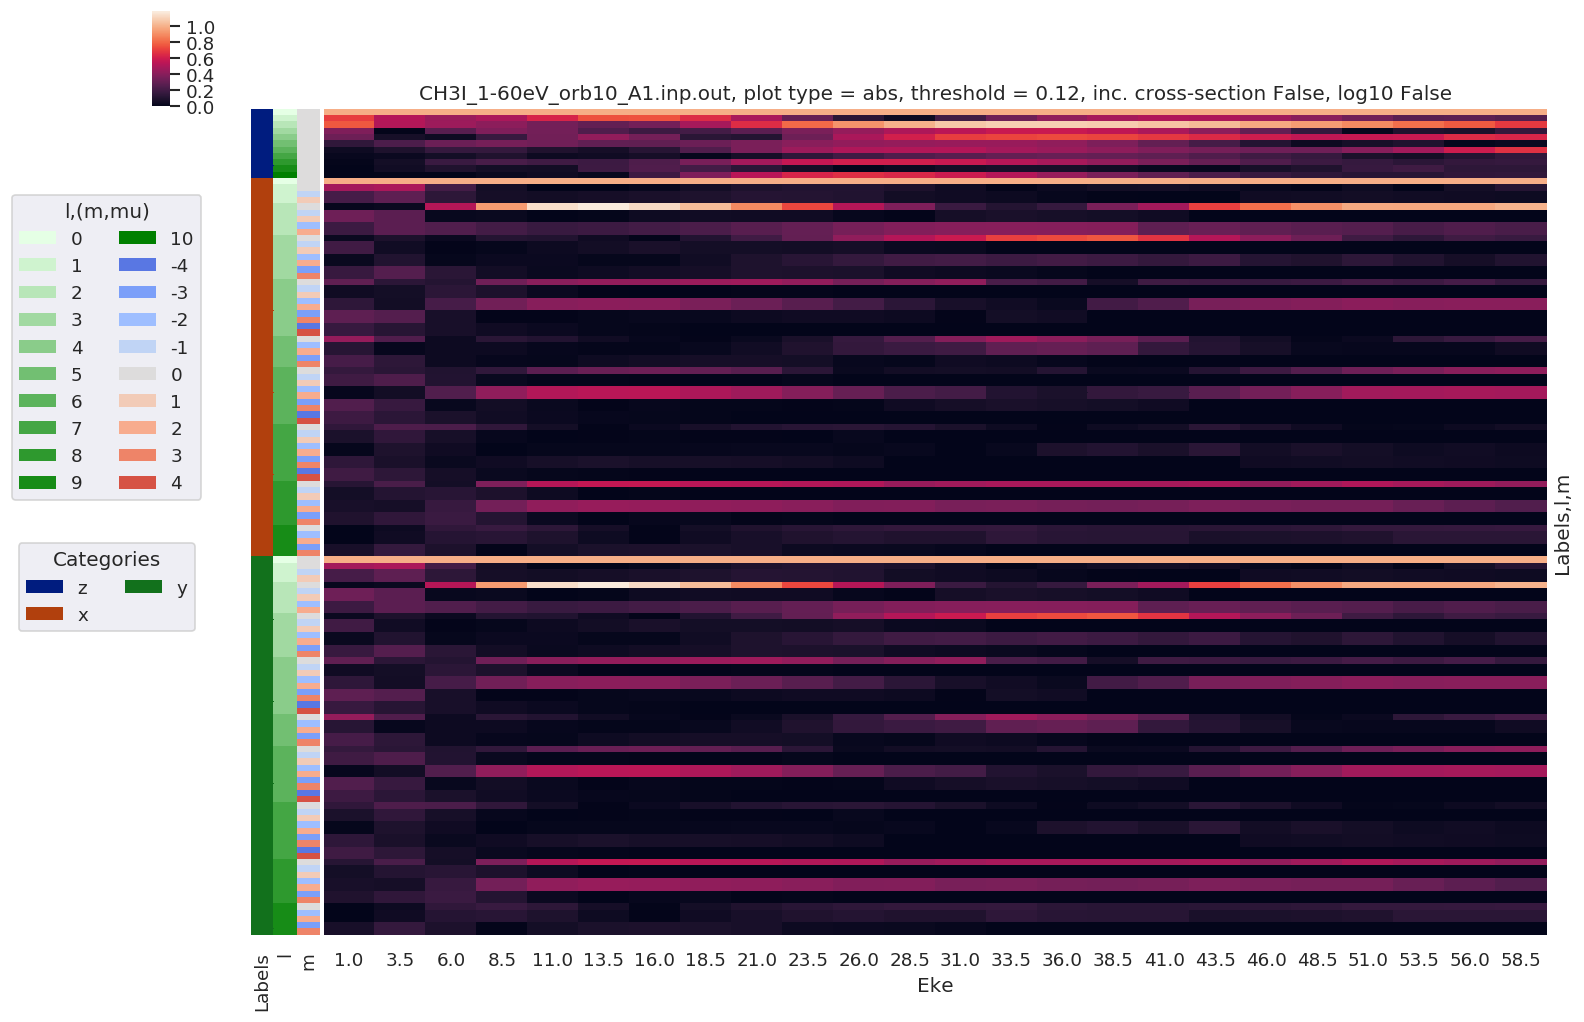 1.0
0.8
0.6
0.4
0.2
0.0
CH3I_1-60eV_orb10_A1.inp.out, plot type = abs, threshold = 0.12, inc. cross-section False, log10 False
l,(m,mu)
0 10
1 -4
2 -3
3 -2
4 -1
5 0
6 1
7 2
8 3
9 4
Categories
z y
x
Labels,l,m
Labels l m
1.0 3.5 6.0 8.5 11.0 13.5 16.0 18.5 21.0 23.5 26.0 28.5 31.0 33.5 36.0 38.5 41.0 43.5 46.0 48.5 51.0 53.5 56.0 58.5
Eke